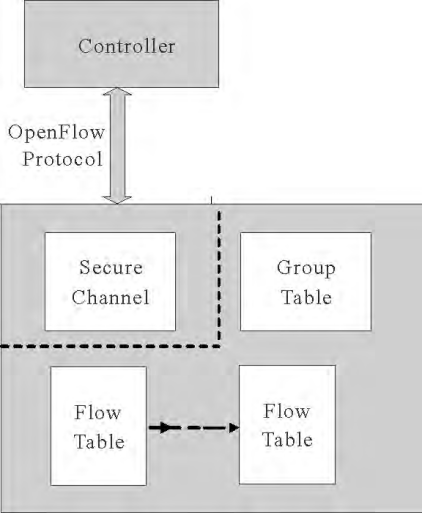 Controller
OpenFlow
Protocol
Secure
Channel
Group
Table
Flow
Table
Flow
Table